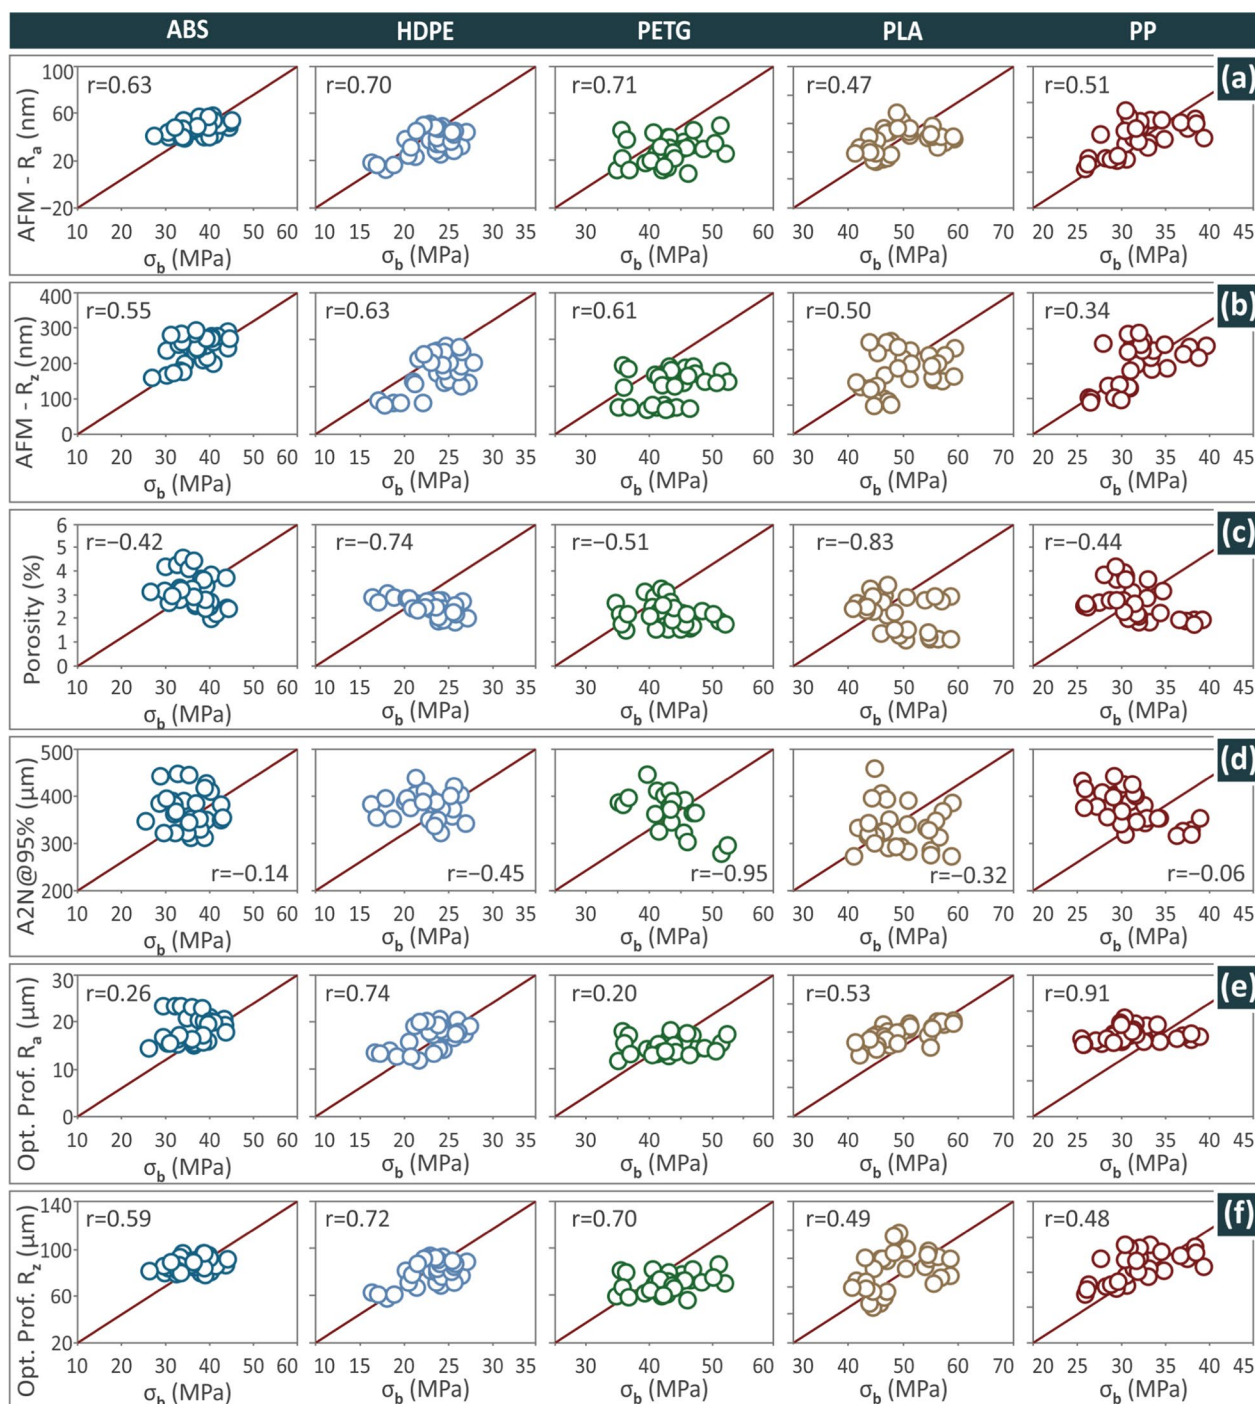 ABS HDPE PETG PLA PP
(a)
AFM - Rₐ (nm)
100
60
20
−20
r=0.63 r=0.70 r=0.71 r=0.47 r=0.51
10 20 30 40 50 60 10 15 20 25 30 35 30 40 50 60 30 40 50 60 70 20 25 30 35 40 45
σb (MPa) σb (MPa) σb (MPa) σb (MPa) σb (MPa)
(b)
AFM - Rz (nm)
400
300
200
100
0
r=0.55 r=0.63 r=0.61 r=0.50 r=0.34
10 20 30 40 50 60 10 15 20 25 30 35 30 40 50 60 30 40 50 60 70 20 25 30 35 40 45
σb (MPa) σb (MPa) σb (MPa) σb (MPa) σb (MPa)
(c)
Porosity (%)
6
5
4
3
2
1
0
r=−0.42 r=−0.74 r=−0.51 r=−0.83 r=−0.44
10 20 30 40 50 60 10 15 20 25 30 35 30 40 50 60 30 40 50 60 70 20 25 30 35 40 45
σb (MPa) σb (MPa) σb (MPa) σb (MPa) σb (MPa)
(d)
A2N@95% (μm)
500
400
300
200
r=−0.14 r=−0.45 r=−0.95 r=−0.32 r=−0.06
10 20 30 40 50 60 10 15 20 25 30 35 30 40 50 60 30 40 50 60 70 20 25 30 35 40 45
σb (MPa) σb (MPa) σb (MPa) σb (MPa) σb (MPa)
(e)
Opt. Prof. Rₐ (μm)
30
20
10
0
r=0.26 r=0.74 r=0.20 r=0.53 r=0.91
10 20 30 40 50 60 10 15 20 25 30 35 30 40 50 60 30 40 50 60 70 20 25 30 35 40 45
σb (MPa) σb (MPa) σb (MPa) σb (MPa) σb (MPa)
(f)
Opt. Prof. Rz (μm)
140
100
60
20
r=0.59 r=0.72 r=0.70 r=0.49 r=0.48
10 20 30 40 50 60 10 15 20 25 30 35 30 40 50 60 30 40 50 60 70 20 25 30 35 40 45
σb (MPa) σb (MPa) σb (MPa) σb (MPa) σb (MPa)